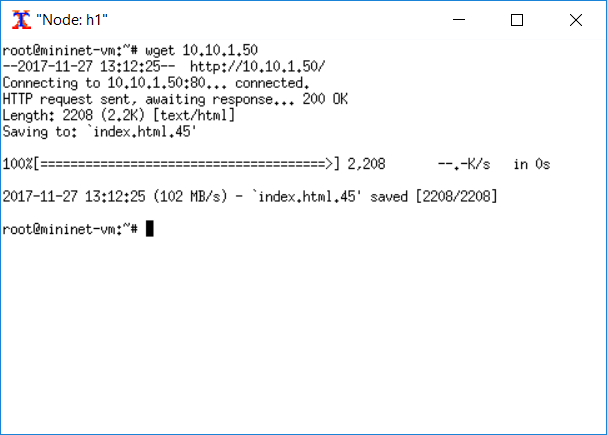 "Node: h1"
root@mininet-vm:~# wget 10.10.1.50
--2017-11-27 13:12:25--  http://10.10.1.50/
Connecting to 10.10.1.50:80... connected.
HTTP request sent, awaiting response... 200 OK
Length: 2208 (2.2K) [text/html]
Saving to: `index.html.45'
100%[======================================>] 2,208       --.-K/s   in 0s
2017-11-27 13:12:25 (102 MB/s) - `index.html.45' saved [2208/2208]
root@mininet-vm:~#